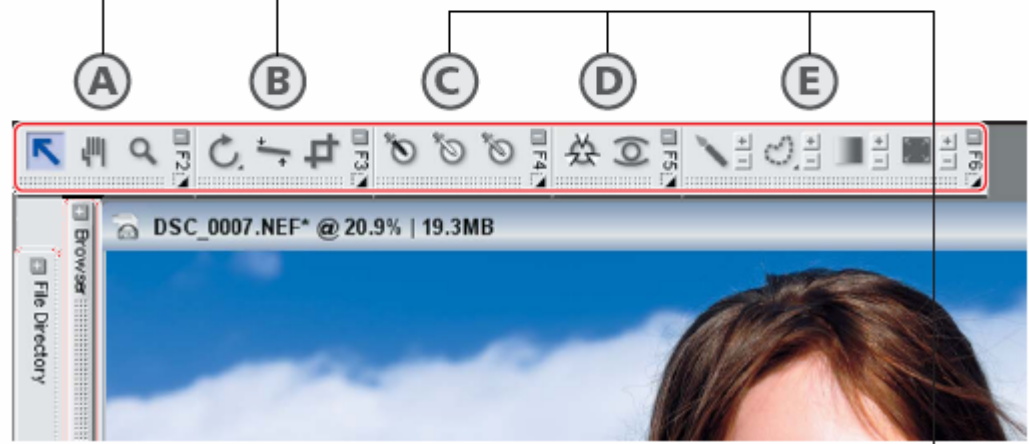 A B C D E
F2 F3 F4 F5 F6
DSC_0007.NEF* @ 20.9% | 19.3MB
Browser
File Directory